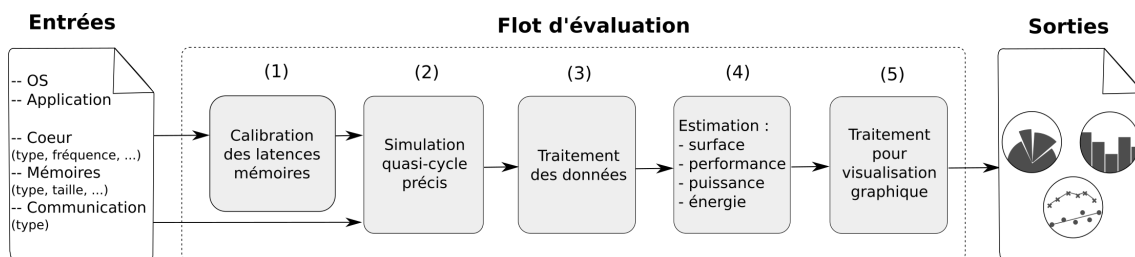 Entrées
Flot d'évaluation
Sorties
-- OS
-- Application
-- Coeur
(type, fréquence, ...)
-- Mémoires
(type, taille, ...)
-- Communication
(type)
(1)
Calibration
des latences
mémoires
(2)
Simulation
quasi-cycle
précis
(3)
Traitement
des données
(4)
Estimation :
- surface
- performance
- puissance
- énergie
(5)
Traitement
pour
visualisation
graphique